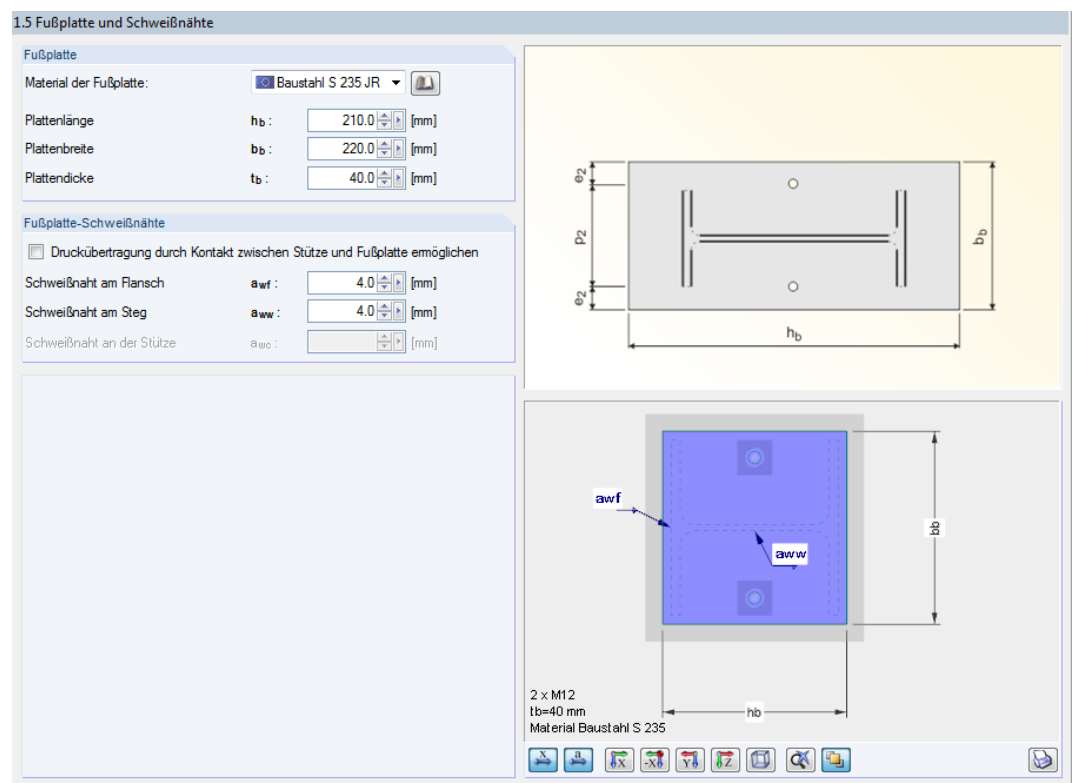 1.5 Fußplatte und Schweißnähte
Fußplatte
Material der Fußplatte: Baustahl S 235 JR
Plattenlänge hb : 210.0 [mm]
Plattenbreite bb : 220.0 [mm]
Plattendicke tb : 40.0 [mm]
Fußplatte-Schweißnähte
Druckübertragung durch Kontakt zwischen Stütze und Fußplatte ermöglichen
Schweißnaht am Flansch awf : 4.0 [mm]
Schweißnaht am Steg aww : 4.0 [mm]
Schweißnaht an der Stütze awc : [mm]
e2
p2
e2
bb
hb
awf
aww
bb
hb
2 x M12
tb=40 mm
Material Baustahl S 235
x a X -X Y Z